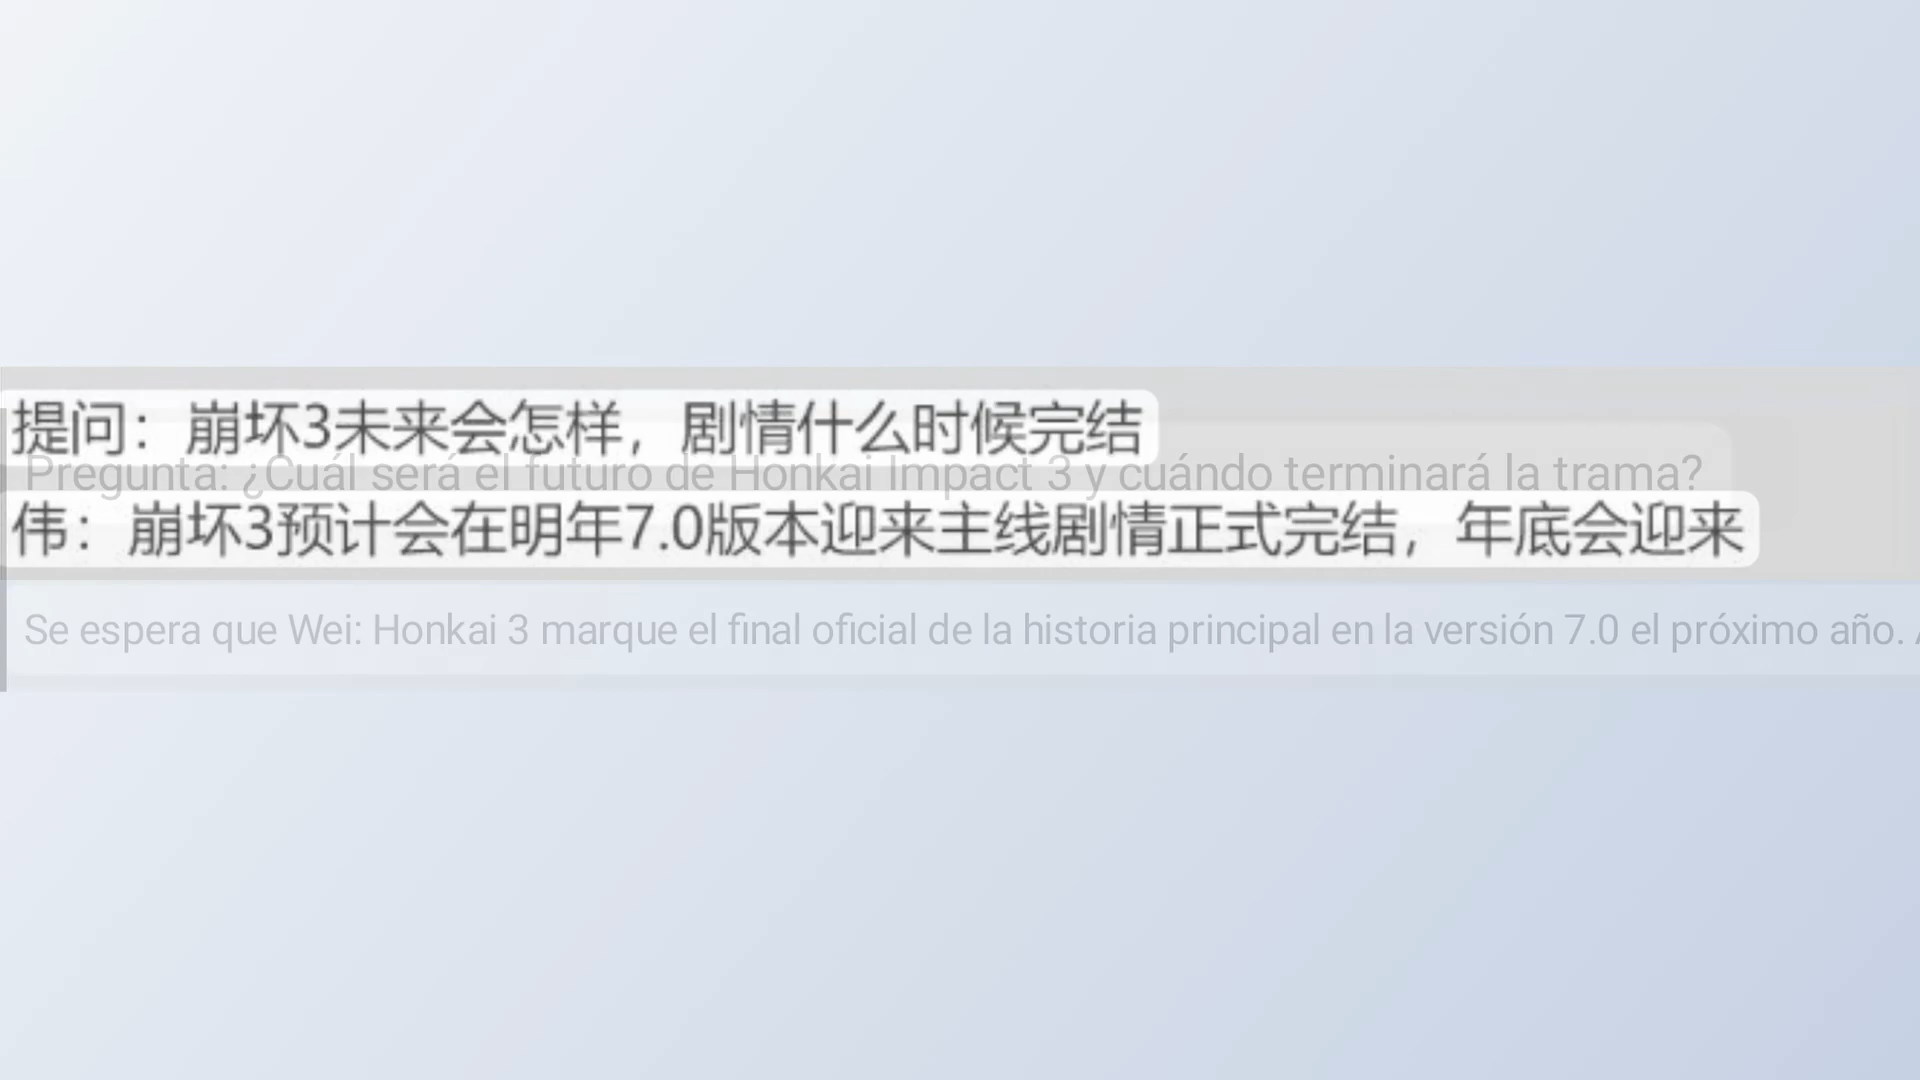 提问：崩坏3未来会怎样，剧情什么时候完结
Pregunta: ¿Cuál será el futuro de Honkai Impact 3 y cuándo terminará la trama?
伟：崩坏3预计会在明年7.0版本迎来主线剧情正式完结，年底会迎来
Se espera que Wei: Honkai 3 marque el final oficial de la historia principal en la versión 7.0 el próximo año.